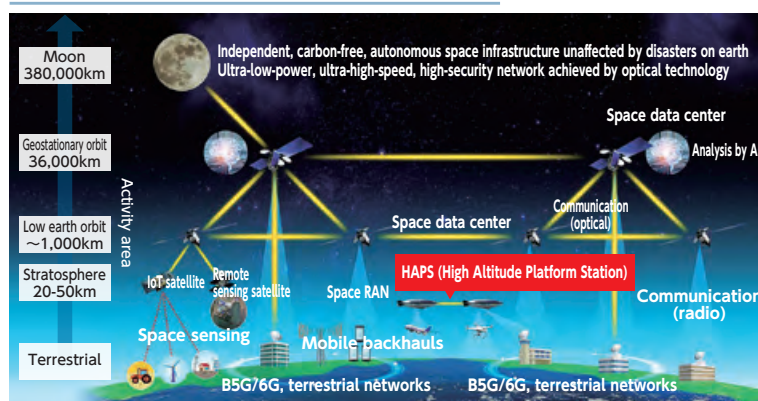 Moon
380,000km
Independent, carbon-free, autonomous space infrastructure unaffected by disasters on earth
Ultra-low-power, ultra-high-speed, high-security network achieved by optical technology
Space data center
Geostationary orbit
36,000km
Analysis by A
Activity area
Communication
(optical)
Low earth orbit
~1,000km
Space data center
Stratosphere
20-50km
IoT satellite
Remote
sensing satellite
Space RAN
HAPS (High Altitude Platform Station)
Communication
(radio)
Space sensing
Mobile backhauls
Terrestrial
B5G/6G, terrestrial networks
B5G/6G, terrestrial networks